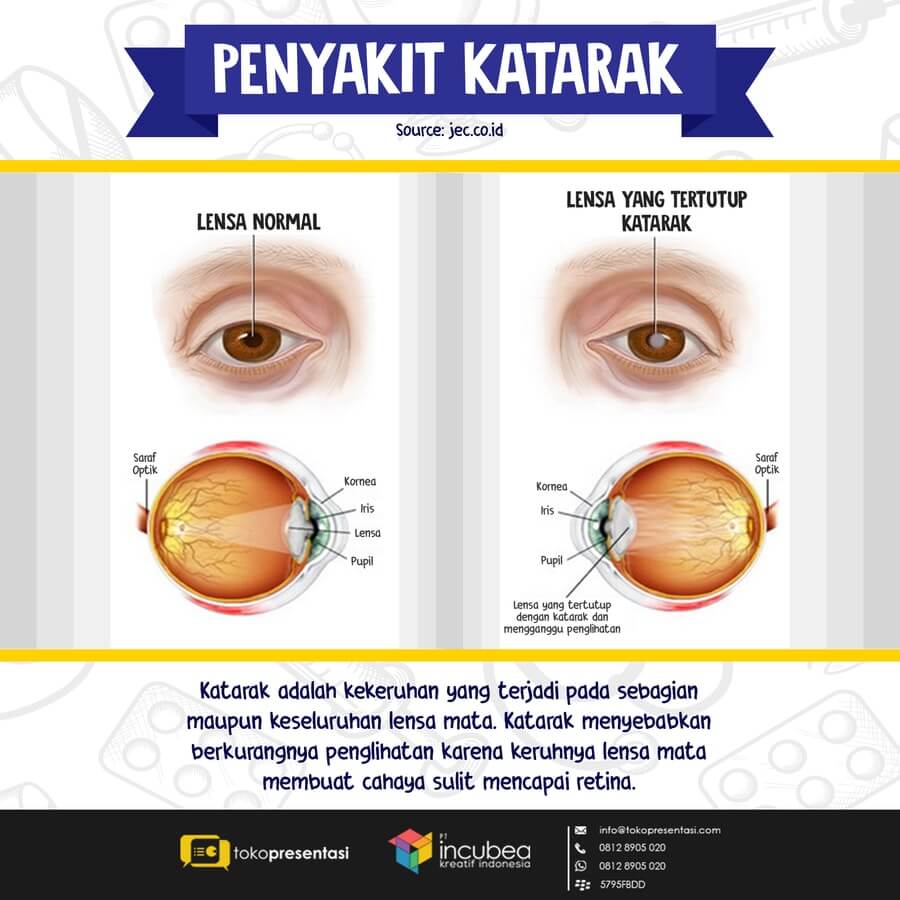 PENYAKIT KATARAK
Source: jec.co.id
LENSA NORMAL
LENSA YANG TERTUTUP
KATARAK
Saraf
Optik
Kornea
Iris
Lensa
Pupil
Kornea
Iris
Pupil
Saraf
Optik
Lensa yang tertutup
dengan katarak dan
mengganggu penglihatan
Katarak adalah kekeruhan yang terjadi pada sebagian
maupun keseluruhan lensa mata. Katarak menyebabkan
berkurangnya penglihatan karena keruhnya lensa mata
membuat cahaya sulit mencapai retina.
tokopresentasi
PT
incubea
kreatif indonesia
info@tokopresentasi.com
0812 8905 020
0812 8905 020
5795FBDD